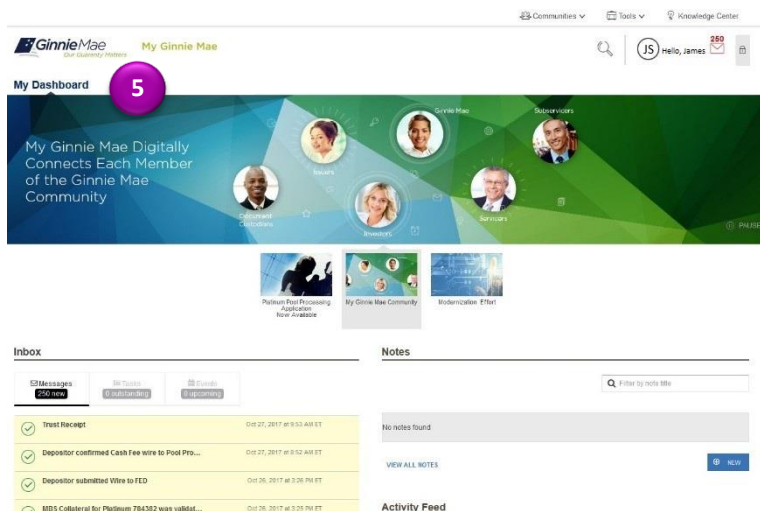 Communities
Tools
Knowledge Center
GinnieMae
Our Guaranty Matters
My Ginnie Mae
JS
Hello, James
250
My Dashboard
5
My Ginnie Mae Digitally
Connects Each Member
of the Ginnie Mae
Community
Ginnie Mae
Subservicers
Issuers
Document
Custodians
Investors
Servicers
PAUSE
Platinum Pool Processing
Application
Now Available
My Ginnie Mae Community
Modernization Effort
Inbox
Messages
250 new
Tasks
0 outstanding
Events
0 upcoming
Trust Receipt
Oct 27, 2017 at 9:53 AM ET
Depositor confirmed Cash Fee wire to Pool Pro...
Oct 27, 2017 at 9:52 AM ET
Depositor submitted Wire to FED
Oct 26, 2017 at 3:26 PM ET
MBS Collateral for Platinum 784382 was validat...
Oct 26, 2017 at 3:25 PM ET
Notes
Filter by note title
No notes found
VIEW ALL NOTES
NEW
Activity Feed